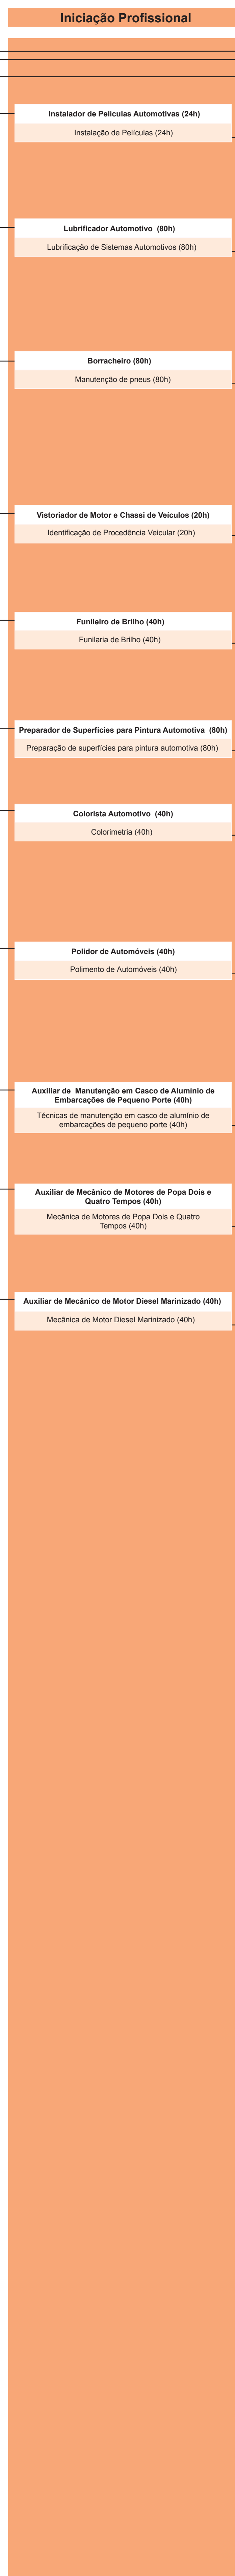 Iniciação Profissional
Instalador de Películas Automotivas (24h)
Instalação de Películas (24h)
Lubrificador Automotivo  (80h)
Lubrificação de Sistemas Automotivos (80h)
Borracheiro (80h)
Manutenção de pneus (80h)
Vistoriador de Motor e Chassi de Veículos (20h)
Identificação de Procedência Veicular (20h)
Funileiro de Brilho (40h)
Funilaria de Brilho (40h)
Preparador de Superfícies para Pintura Automotiva  (80h)
Preparação de superfícies para pintura automotiva (80h)
Colorista Automotivo  (40h)
Colorimetria (40h)
Polidor de Automóveis (40h)
Polimento de Automóveis (40h)
Auxiliar de  Manutenção em Casco de Alumínio de
Embarcações de Pequeno Porte (40h)
Técnicas de manutenção em casco de alumínio de
embarcações de pequeno porte (40h)
Auxiliar de Mecânico de Motores de Popa Dois e
Quatro Tempos (40h)
Mecânica de Motores de Popa Dois e Quatro
Tempos (40h)
Auxiliar de Mecânico de Motor Diesel Marinizado (40h)
Mecânica de Motor Diesel Marinizado (40h)